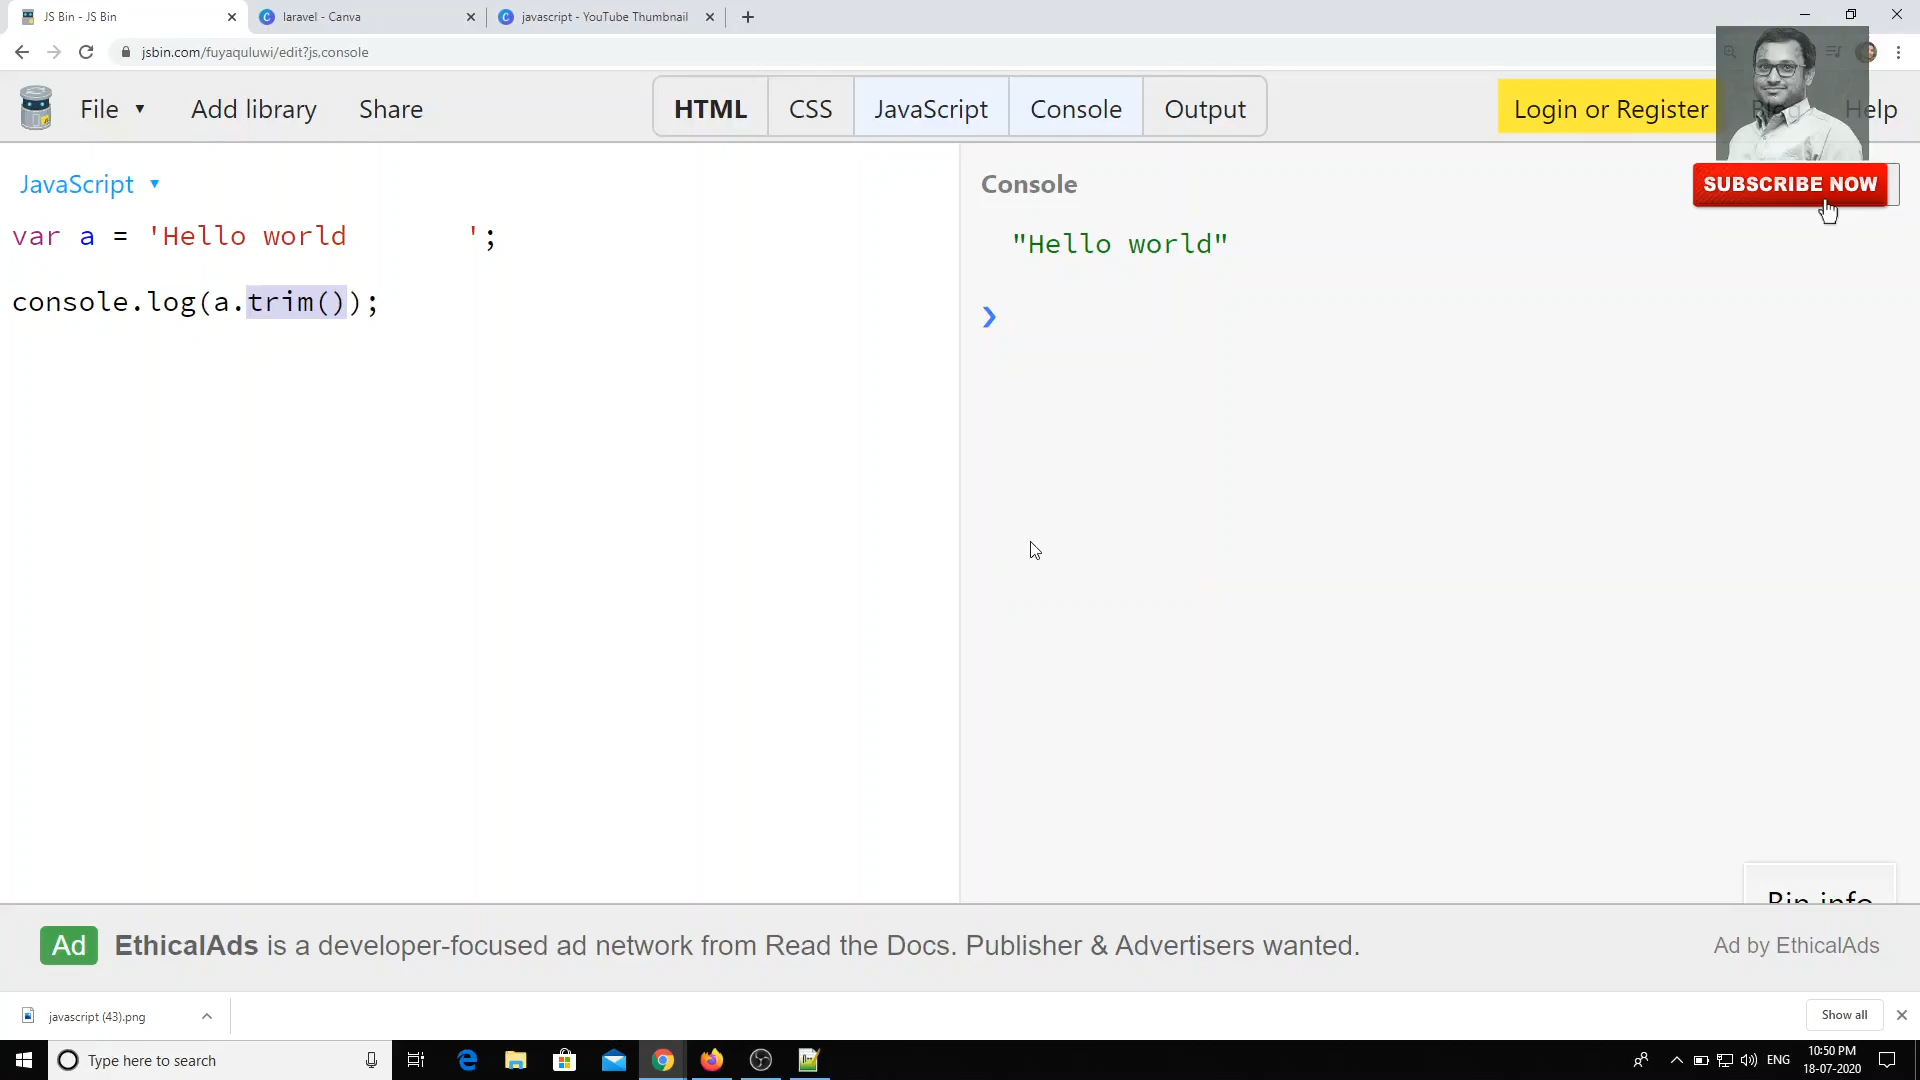 JS Bin - JS Bin
laravel - Canva
javascript - YouTube Thumbnail
jsbin.com/fuyaquluwi/edit?js,console
File
Add library
Share
HTML
CSS
JavaScript
Console
Output
Login or Register
Blog
Help
SUBSCRIBE NOW
JavaScript
var a = 'Hello world       ';
console.log(a.trim());
Console
"Hello world"
Bin info
Ad
EthicalAds is a developer-focused ad network from Read the Docs. Publisher & Advertisers wanted.
Ad by EthicalAds
javascript (43).png
Show all
Type here to search
ENG
10:50 PM
18-07-2020